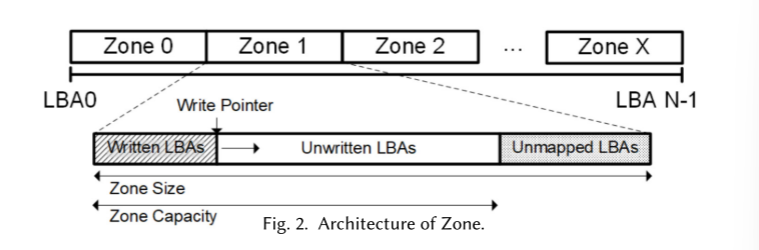 Zone 0 Zone 1 Zone 2 ... Zone X
LBA0 LBA N-1
Write Pointer
Written LBAs Unwritten LBAs Unmapped LBAs
Zone Size
Zone Capacity
Fig. 2. Architecture of Zone.